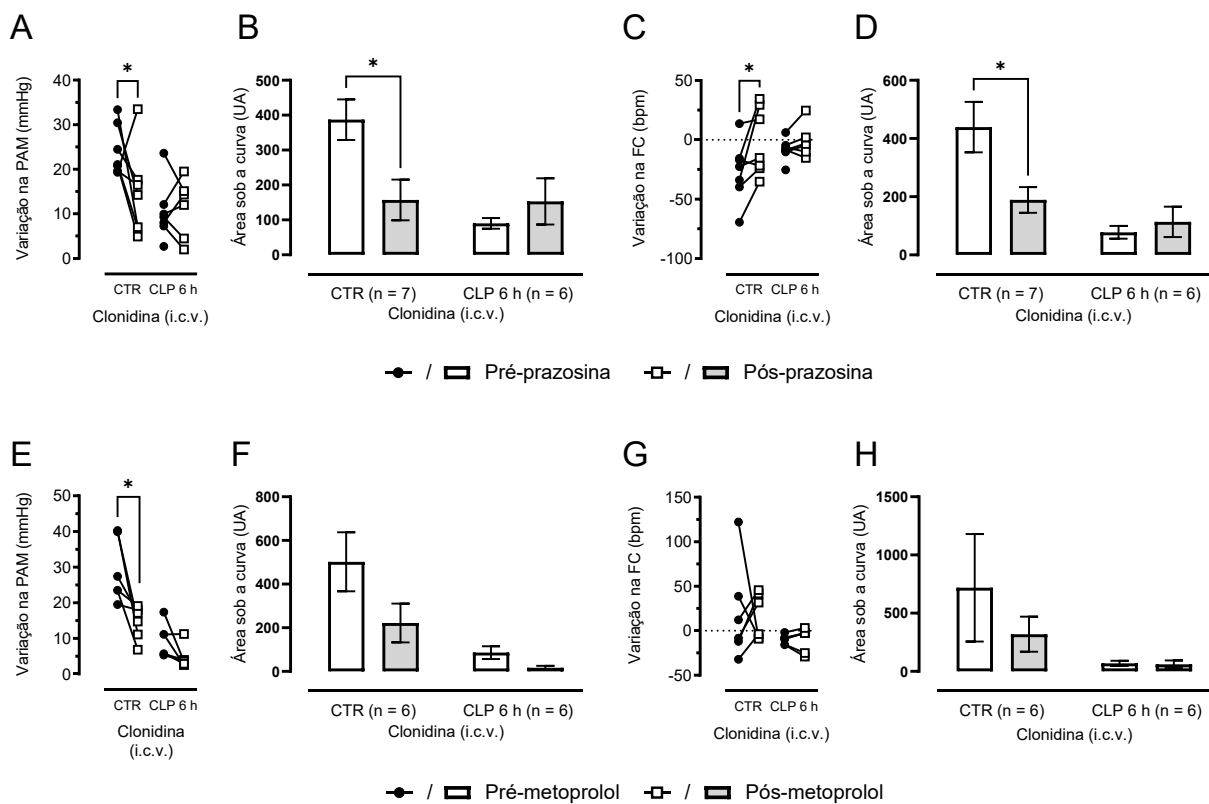 A
Variação na PAM (mmHg)
40
30
20
10
0
*
CTR CLP 6 h
Clonidina (i.c.v.)
B
Área sob a curva (UA)
500
400
300
200
100
0
*
CTR (n = 7) CLP 6 h (n = 6)
Clonidina (i.c.v.)
C
Variação na FC (bpm)
50
0
-50
-100
*
CTR CLP 6 h
Clonidina (i.c.v.)
D
Área sob a curva (UA)
600
400
200
0
*
CTR (n = 7) CLP 6 h (n = 6)
Clonidina (i.c.v.)
/ Pré-prazosina / Pós-prazosina
E
Variação na PAM (mmHg)
50
40
30
20
10
0
*
CTR CLP 6 h
Clonidina
(i.c.v.)
F
Área sob a curva (UA)
800
600
400
200
0
CTR (n = 6) CLP 6 h (n = 6)
Clonidina (i.c.v.)
G
Variação na FC (bpm)
150
100
50
0
-50
CTR CLP 6 h
Clonidina
(i.c.v.)
H
Área sob a curva (UA)
1500
1000
500
0
CTR (n = 6) CLP 6 h (n = 6)
Clonidina (i.c.v.)
/ Pré-metoprolol / Pós-metoprolol